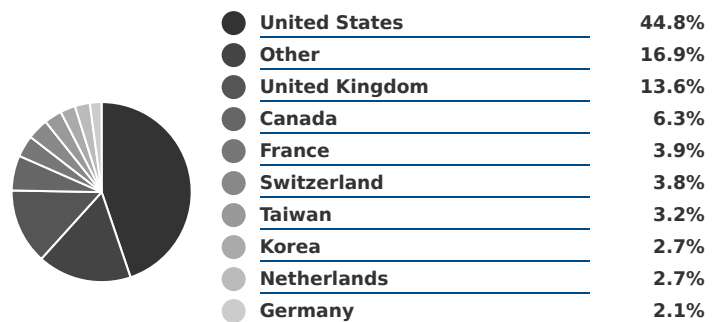 United States 44.8%
Other 16.9%
United Kingdom 13.6%
Canada 6.3%
France 3.9%
Switzerland 3.8%
Taiwan 3.2%
Korea 2.7%
Netherlands 2.7%
Germany 2.1%